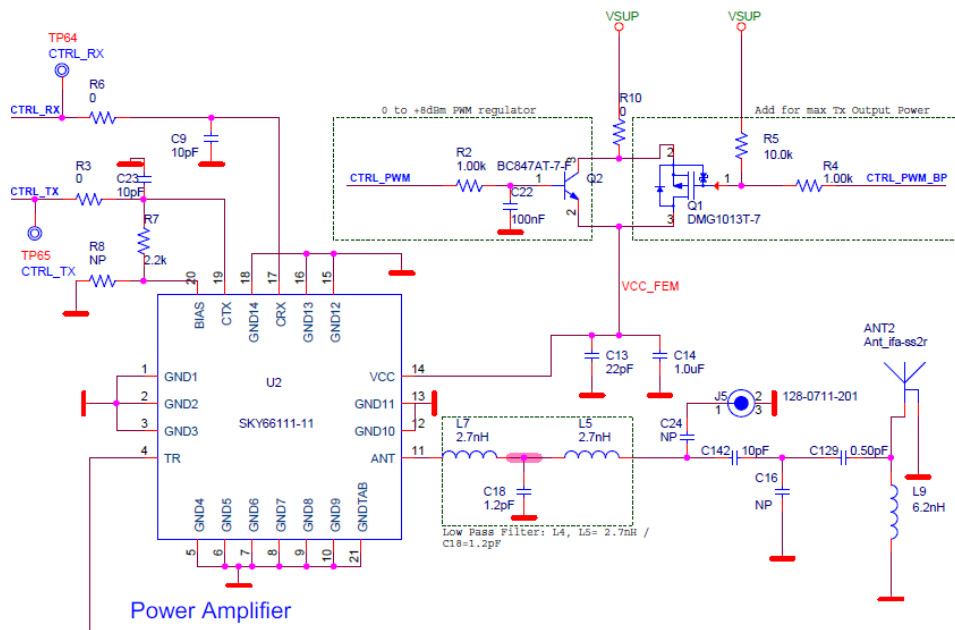 VSUP
VSUP
TP64
CTRL_RX
R6
0
CTRL_RX
C9
10pF
R3
0
C23
10pF
CTRL_TX
R7
2.2k
R8
NP
TP65
CTRL_TX
0 to +8dBm PWM regulator
R10
0
Add for max Tx Output Power
R2
1.00k
BC847AT-7-F
CTRL_PWM
1
3
Q2
2
C22
100nF
2
R5
10.0k
R4
1.00k
1
CTRL_PWM_BP
Q1
3
DMG1013T-7
VCC_FEM
20
19
18
17
16
15
BIAS
CTX
GND14
CRX
GND13
GND12
1
GND1
2
GND2
3
GND3
4
TR
U2
SKY66111-11
VCC
14
GND11
13
GND10
12
ANT
11
GND4
GND5
GND6
GND7
GND8
GND9
GNDTAB
5
6
7
8
9
10
21
C13
22pF
C14
1.0uF
L7
2.7nH
L5
2.7nH
C18
1.2pF
Low Pass Filter: L4, L5= 2.7nH /
C18=1.2pF
J5
1
2
3
128-0711-201
C24
NP
C142
10pF
C16
NP
C129
0.50pF
ANT2
Ant_ifa-ss2r
L9
6.2nH
Power Amplifier